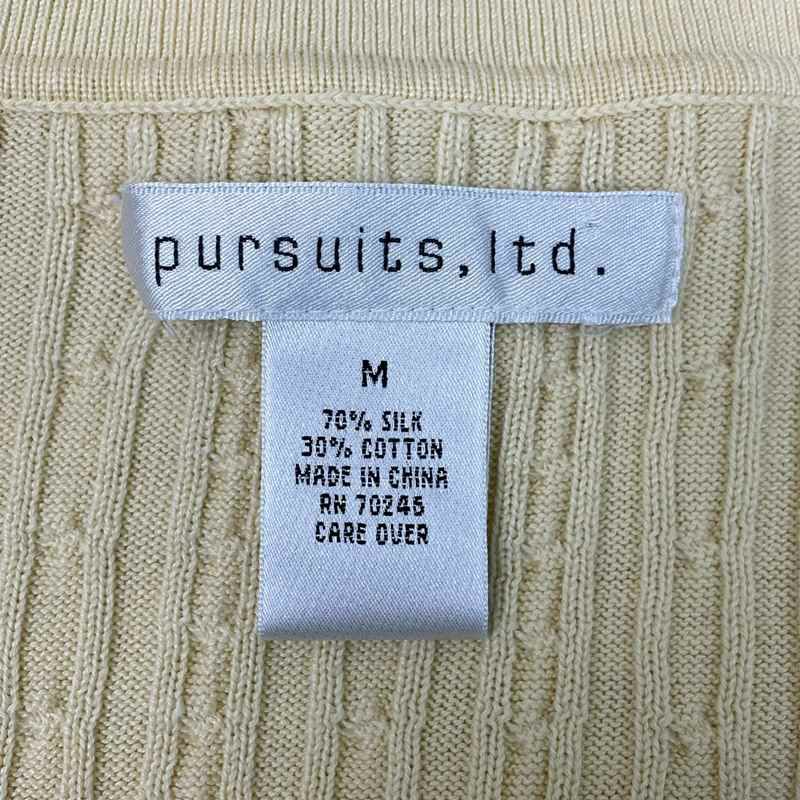 pursuits, ltd.
M
70% SILK
30% COTTON
MADE IN CHINA
RN 70245
CARE OVER